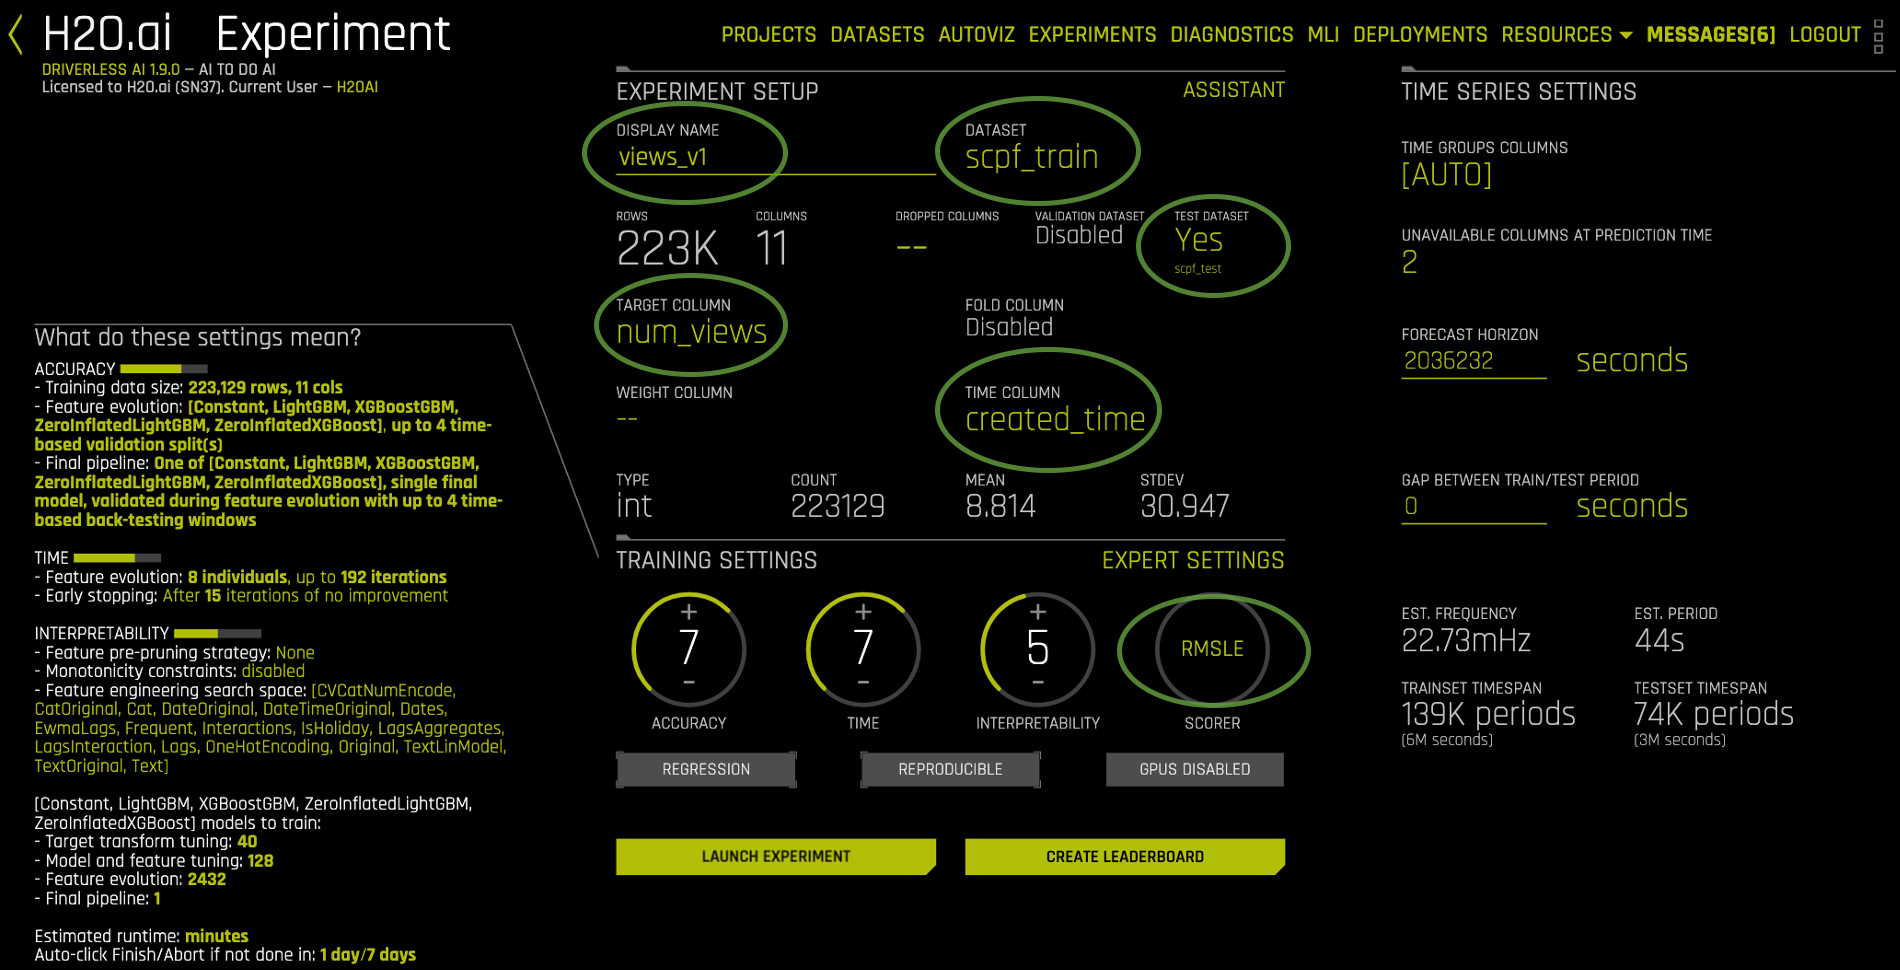 H2O.ai Experiment
DRIVERLESS AI 1.9.0 — AI TO DO AI
Licensed to H2O.ai (SN37). Current User — H2OAI
PROJECTS DATASETS AUTOVIZ EXPERIMENTS DIAGNOSTICS MLI DEPLOYMENTS RESOURCES MESSAGES[6] LOGOUT
What do these settings mean?
ACCURACY
- Training data size: 223,129 rows, 11 cols
- Feature evolution: [Constant, LightGBM, XGBoostGBM,
ZeroInflatedLightGBM, ZeroInflatedXGBoost], up to 4 time-
based validation split(s)
- Final pipeline: One of [Constant, LightGBM, XGBoostGBM,
ZeroInflatedLightGBM, ZeroInflatedXGBoost], single final
model, validated during feature evolution with up to 4 time-
based back-testing windows
TIME
- Feature evolution: 8 individuals, up to 192 iterations
- Early stopping: After 15 iterations of no improvement
INTERPRETABILITY
- Feature pre-pruning strategy: None
- Monotonicity constraints: disabled
- Feature engineering search space: [CVCatNumEncode,
CatOriginal, Cat, DateOriginal, DateTimeOriginal, Dates,
EwmaLags, Frequent, Interactions, IsHoliday, LagsAggregates,
LagsInteraction, Lags, OneHotEncoding, Original, TextLinModel,
TextOriginal, Text]
[Constant, LightGBM, XGBoostGBM, ZeroInflatedLightGBM,
ZeroInflatedXGBoost] models to train:
- Target transform tuning: 40
- Model and feature tuning: 128
- Feature evolution: 2432
- Final pipeline: 1
Estimated runtime: minutes
Auto-click Finish/Abort if not done in: 1 day/7 days
EXPERIMENT SETUP ASSISTANT
DISPLAY NAME DATASET
views_v1 scpf_train
ROWS COLUMNS DROPPED COLUMNS VALIDATION DATASET TEST DATASET
223K 11 -- Disabled Yes
scpf_test
TARGET COLUMN FOLD COLUMN
num_views Disabled
WEIGHT COLUMN TIME COLUMN
-- created_time
TYPE COUNT MEAN STDEV
int 223129 8.814 30.947
TRAINING SETTINGS EXPERT SETTINGS
+ + +
7 7 5 RMSLE
- - -
ACCURACY TIME INTERPRETABILITY SCORER
REGRESSION REPRODUCIBLE GPUS DISABLED
LAUNCH EXPERIMENT CREATE LEADERBOARD
TIME SERIES SETTINGS
TIME GROUPS COLUMNS
[AUTO]
UNAVAILABLE COLUMNS AT PREDICTION TIME
2
FORECAST HORIZON
2036232 seconds
GAP BETWEEN TRAIN/TEST PERIOD
0 seconds
EST. FREQUENCY EST. PERIOD
22.73mHz 44s
TRAINSET TIMESPAN TESTSET TIMESPAN
139K periods 74K periods
(6M seconds) (3M seconds)